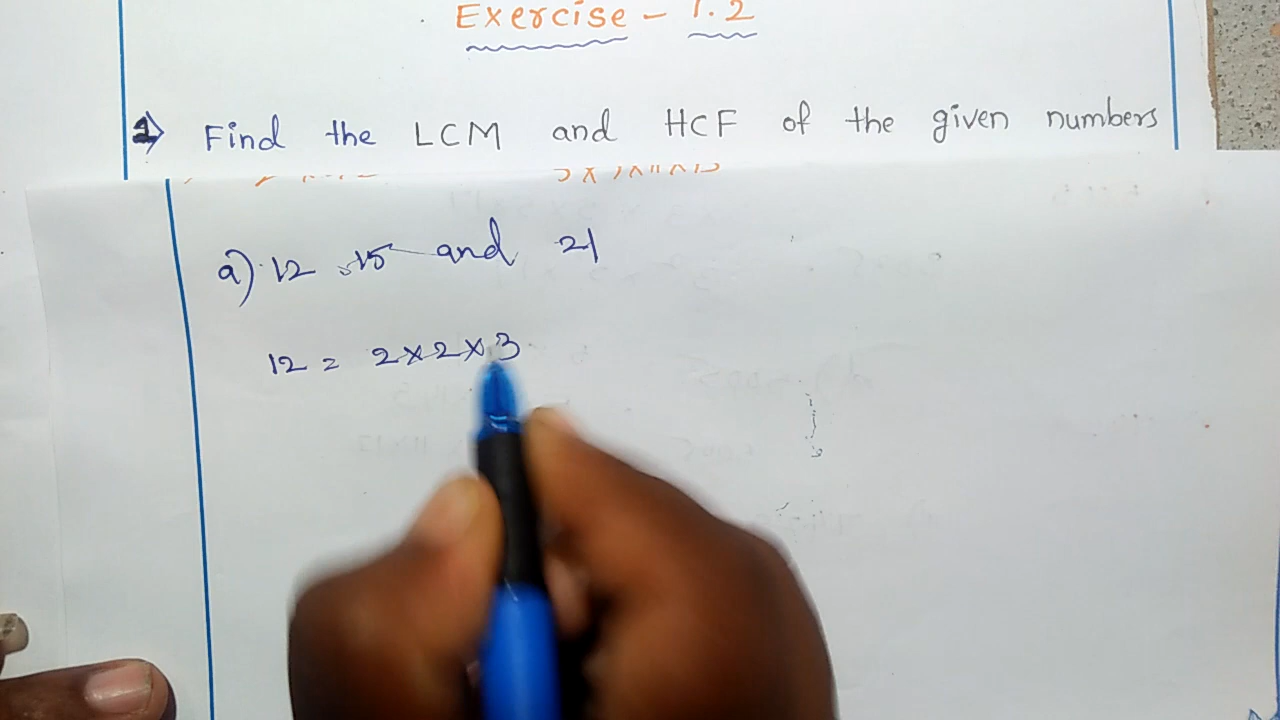 Exercise - 1.2
1) Find the LCM and HCF of the given numbers
a) 12, 15 and 21
12 = 2×2×3